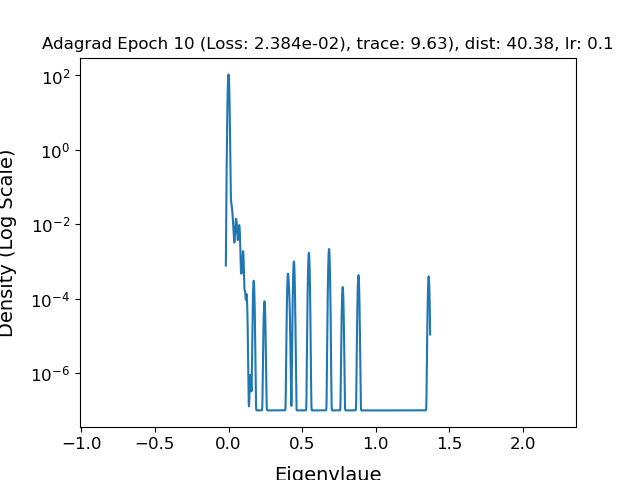 Adagrad Epoch 10 (Loss: 2.384e-02), trace: 9.63), dist: 40.38, lr: 0.1
Density (Log Scale)
10^2
10^0
10^-2
10^-4
10^-6
−1.0 −0.5 0.0 0.5 1.0 1.5 2.0
Eigenvlaue